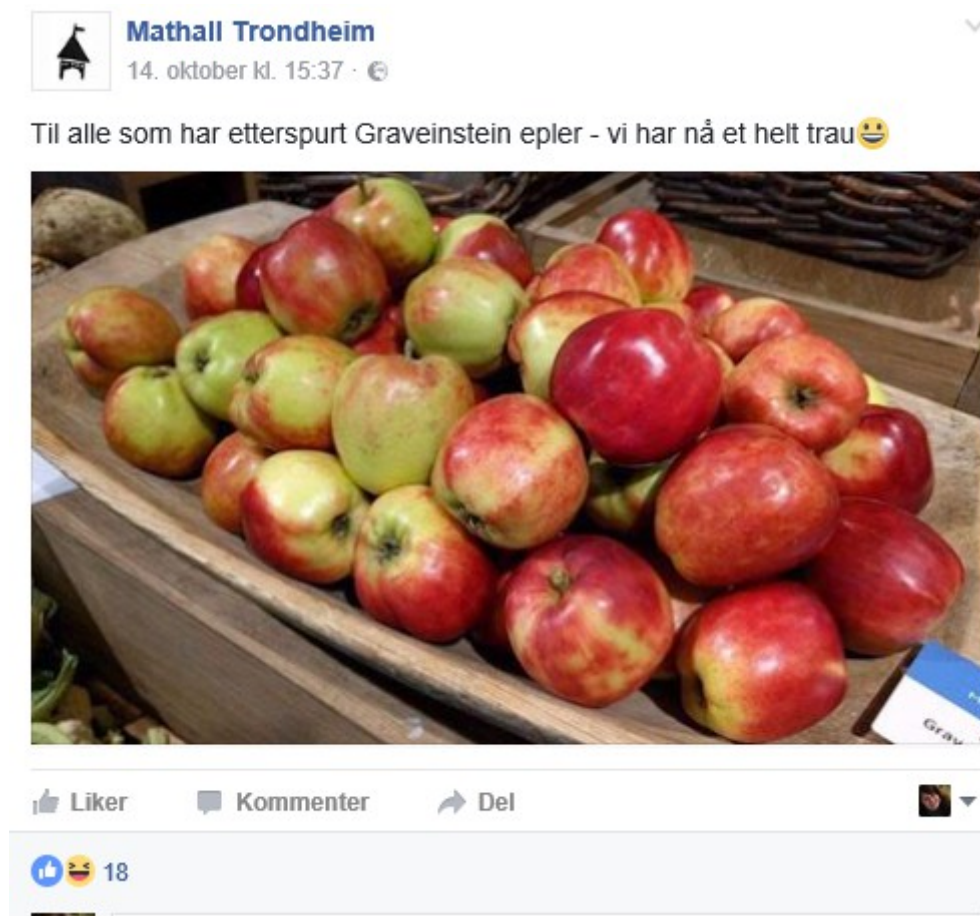 Mathall Trondheim
14. oktober kl. 15:37 ·
Til alle som har etterspurt Graveinstein epler - vi har nå et helt trau😀
Grav
Liker Kommenter Del
18